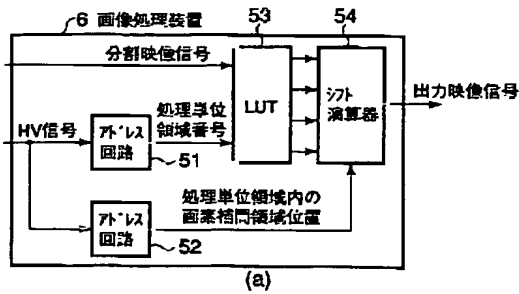 6 画像処理装置
53
54
分割映像信号
LUT
シフト
演算器
出力映像信号
HV信号
アドレス
回路
51
処理単位
領域番号
アドレス
回路
52
処理単位領域内の
画素補間領域位置
(a)